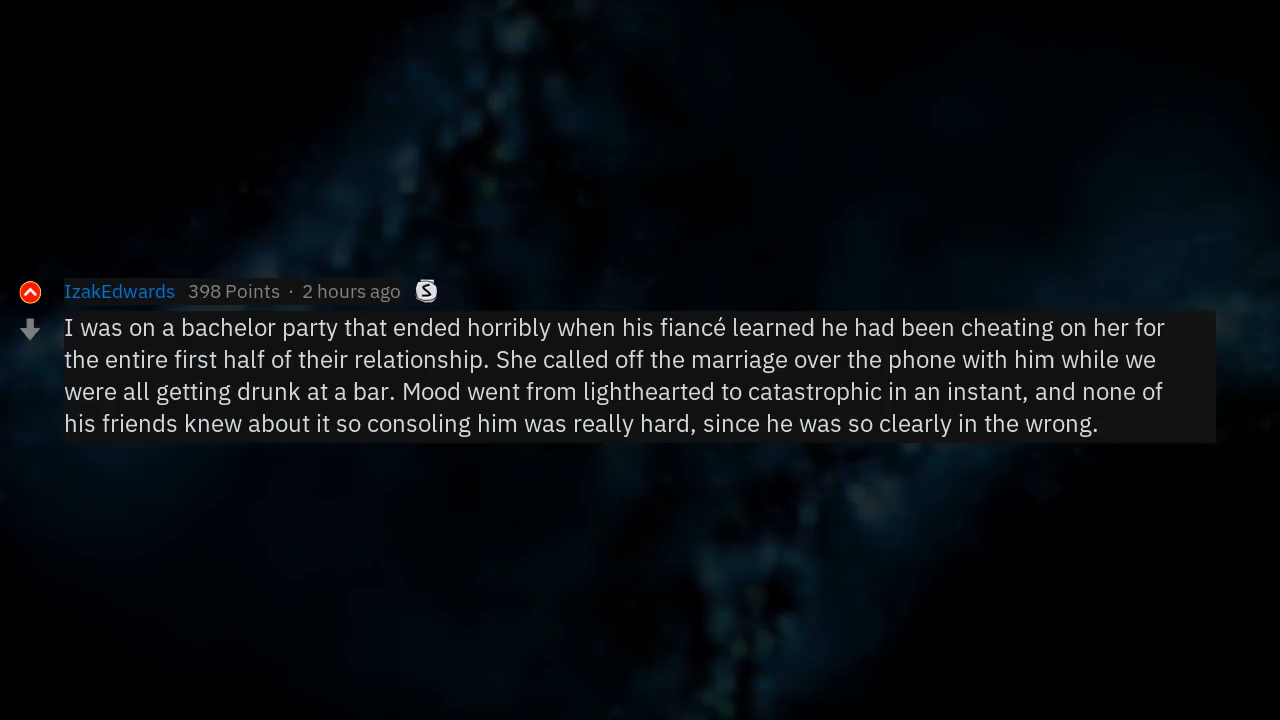 IzakEdwards 398 Points · 2 hours ago S
I was on a bachelor party that ended horribly when his fiancé learned he had been cheating on her for
the entire first half of their relationship. She called off the marriage over the phone with him while we
were all getting drunk at a bar. Mood went from lighthearted to catastrophic in an instant, and none of
his friends knew about it so consoling him was really hard, since he was so clearly in the wrong.